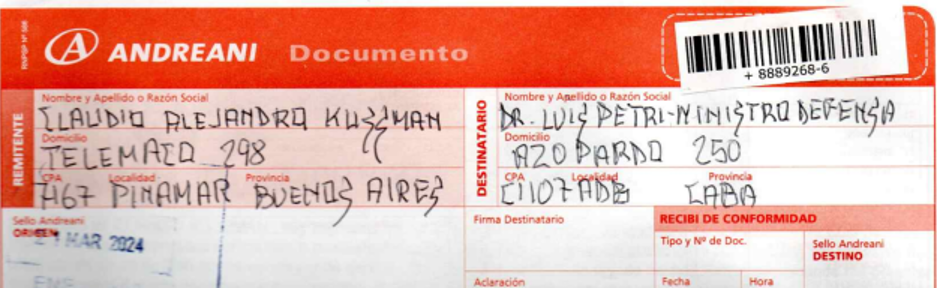 RNPSP Nº 586
ANDREANI Documento
+ 8889268-6
REMITENTE
Nombre y Apellido o Razón Social
CLAUDIO ALEJANDRO KUSSMAN
Domicilio
TELEMACO 298
CPA Localidad Provincia
7167 PINAMAR BUENOS AIRES
DESTINATARIO
Nombre y Apellido o Razón Social
DR. LUIS PETRI-MINISTRO DEFENSA
Domicilio
AZOPARDO 250
CPA Localidad Provincia
C1107ADB CABA
Sello Andreani
ORIGEN
21 MAR 2024
Firma Destinatario
Aclaración
RECIBI DE CONFORMIDAD
Tipo y Nº de Doc.
Fecha Hora
Sello Andreani
DESTINO